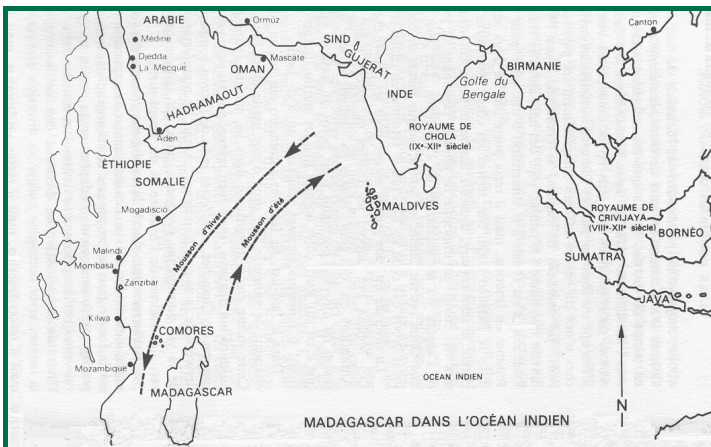 ARABIE
Ormúz
Canton
Médine
SIND
Djedda
GUJERAT
La Mecque
OMAN
Mascate
BIRMANIE
Golfe du
Bengale
INDE
HADRAMAOUT
Aden
ROYAUME DE
CHOLA
(IXe-XIIe siècle)
ÉTHIOPIE
SOMALIE
MALDIVES
Mogadiscio
Mousson d'hiver
Mousson d'été
ROYAUME DE
CRIVIJAYA
(VIIIe-XIIe siècle)
BORNÉO
SUMATRA
Malindi
Mombasa
Zanzibar
JAVA
Kilwa
COMORES
Mozambique
OCEAN INDIEN
MADAGASCAR
N
MADAGASCAR DANS L'OCÉAN INDIEN